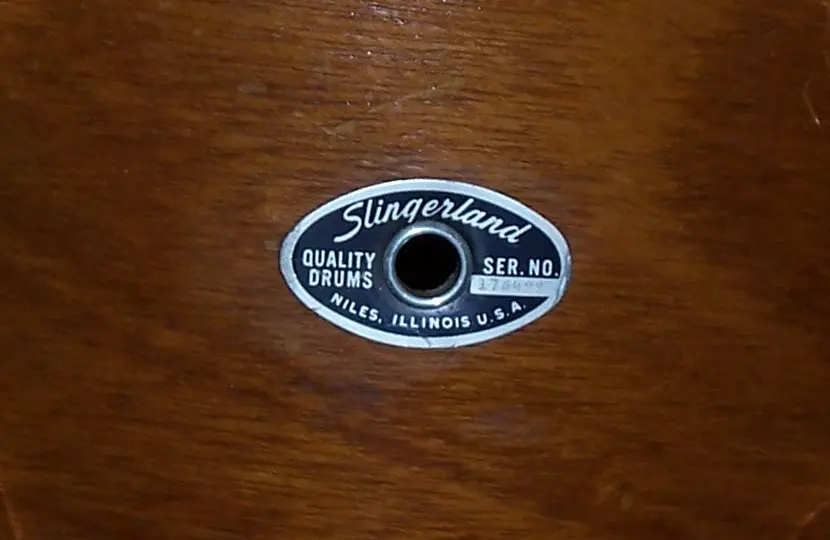 Slingerland
QUALITY
DRUMS
SER. NO.
NILES, ILLINOIS U.S.A.